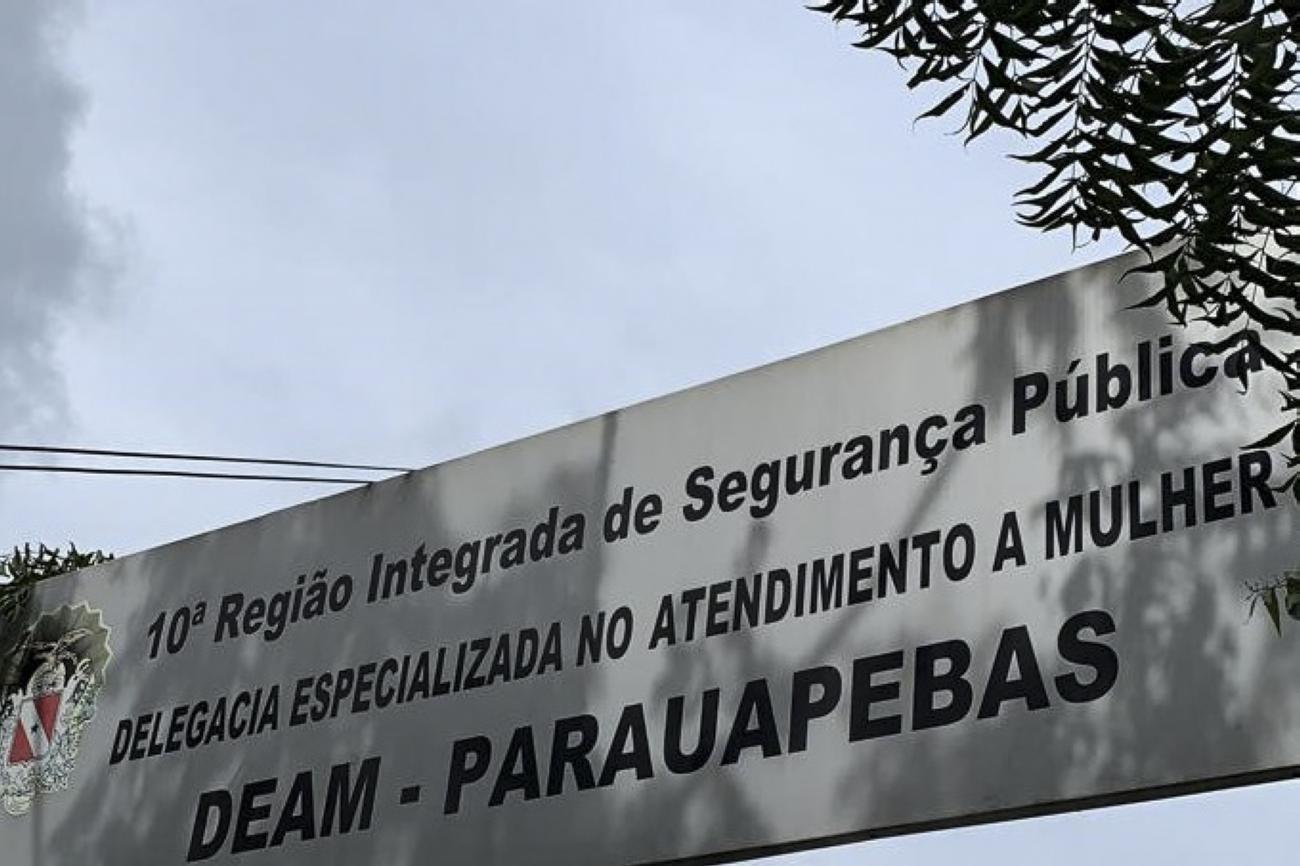 10ª Região Integrada de Segurança Pública
DELEGACIA ESPECIALIZADA NO ATENDIMENTO A MULHER
DEAM - PARAUAPEBAS